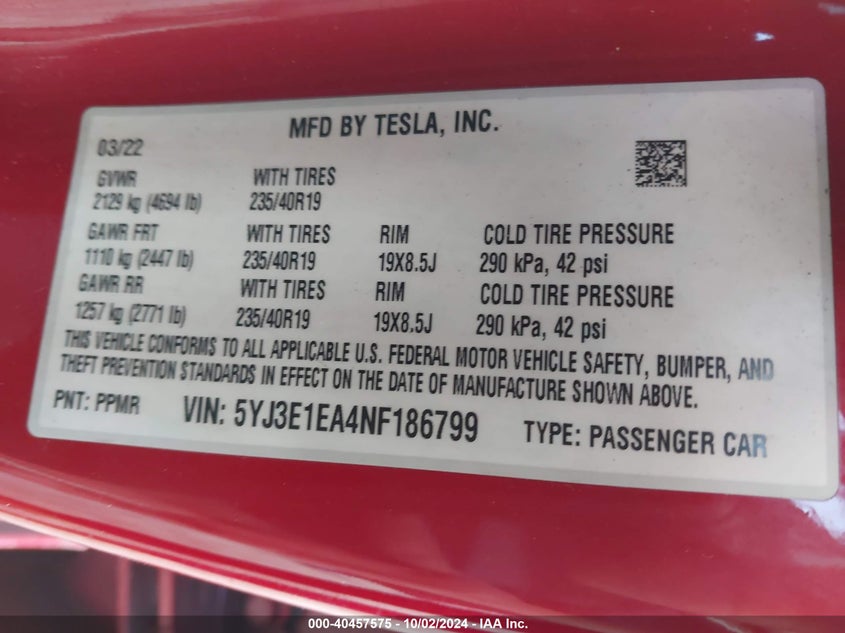 MFD BY TESLA, INC.
03/22
GVWR WITH TIRES
2129 kg (4694 lb) 235/40R19
GAWR FRT WITH TIRES RIM COLD TIRE PRESSURE
1110 kg (2447 lb) 235/40R19 19X8.5J 290 kPa, 42 psi
GAWR RR WITH TIRES RIM COLD TIRE PRESSURE
1257 kg (2771 lb) 235/40R19 19X8.5J 290 kPa, 42 psi
THIS VEHICLE CONFORMS TO ALL APPLICABLE U.S. FEDERAL MOTOR VEHICLE SAFETY, BUMPER, AND
THEFT PREVENTION STANDARDS IN EFFECT ON THE DATE OF MANUFACTURE SHOWN ABOVE.
PNT: PPMR VIN: 5YJ3E1EA4NF186799 TYPE: PASSENGER CAR
000-40457575 - 10/02/2024 - IAA Inc.